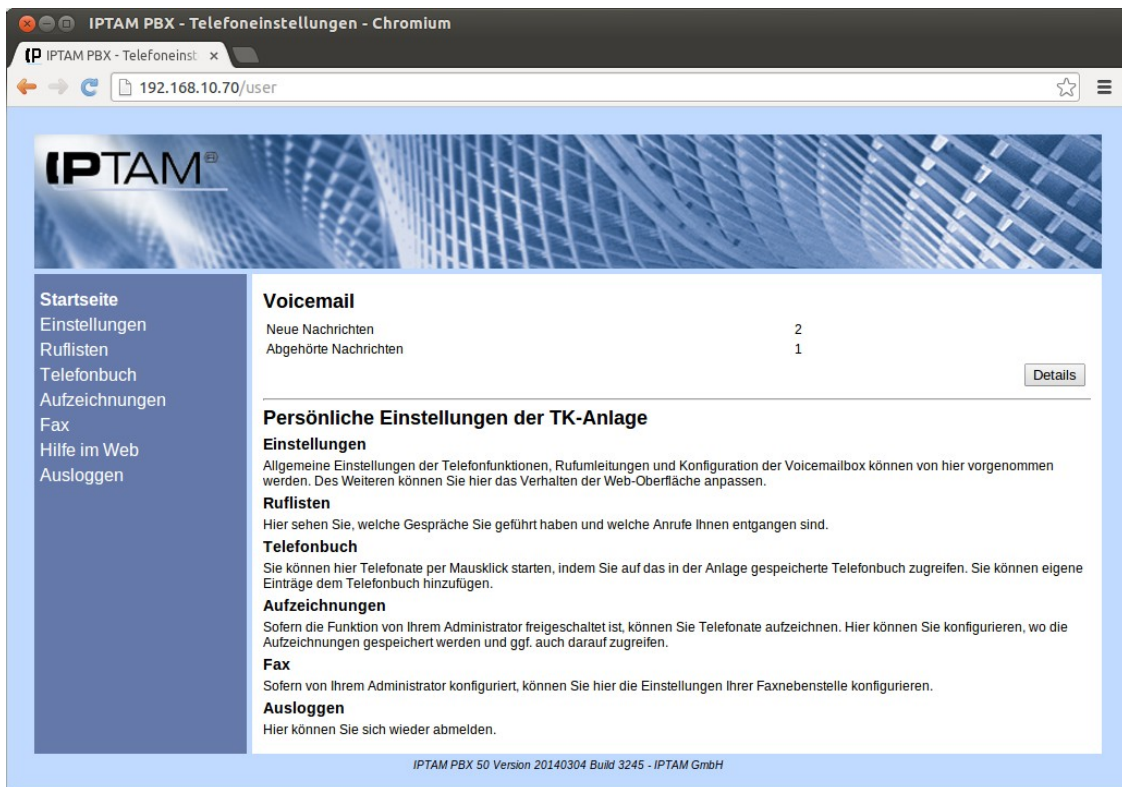 IPTAM PBX - Telefoneinstellungen - Chromium
IPTAM PBX - Telefoneinst
192.168.10.70/user
IPTAM®
Startseite
Einstellungen
Ruflisten
Telefonbuch
Aufzeichnungen
Fax
Hilfe im Web
Ausloggen
Voicemail
Neue Nachrichten 2
Abgehörte Nachrichten 1
Details
Persönliche Einstellungen der TK-Anlage
Einstellungen
Allgemeine Einstellungen der Telefonfunktionen, Rufumleitungen und Konfiguration der Voicemailbox können von hier vorgenommen
werden. Des Weiteren können Sie hier das Verhalten der Web-Oberfläche anpassen.
Ruflisten
Hier sehen Sie, welche Gespräche Sie geführt haben und welche Anrufe Ihnen entgangen sind.
Telefonbuch
Sie können hier Telefonate per Mausklick starten, indem Sie auf das in der Anlage gespeicherte Telefonbuch zugreifen. Sie können eigene
Einträge dem Telefonbuch hinzufügen.
Aufzeichnungen
Sofern die Funktion von Ihrem Administrator freigeschaltet ist, können Sie Telefonate aufzeichnen. Hier können Sie konfigurieren, wo die
Aufzeichnungen gespeichert werden und ggf. auch darauf zugreifen.
Fax
Sofern von Ihrem Administrator konfiguriert, können Sie hier die Einstellungen Ihrer Faxnebenstelle konfigurieren.
Ausloggen
Hier können Sie sich wieder abmelden.
IPTAM PBX 50 Version 20140304 Build 3245 - IPTAM GmbH